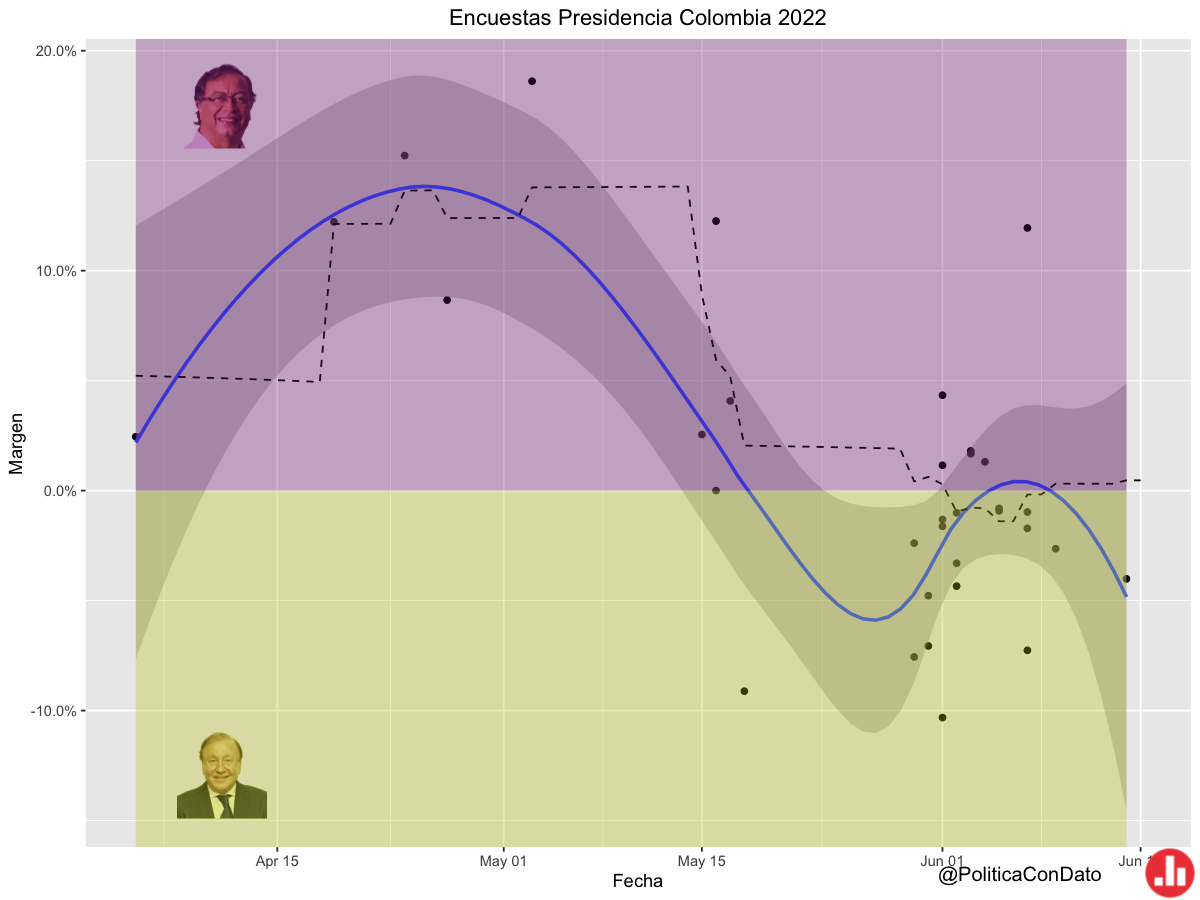 Encuestas Presidencia Colombia 2022
20.0%
10.0%
0.0%
-10.0%
Margen
Apr 15
May 01
May 15
Jun 01
Jun
Fecha
@PoliticaConDato